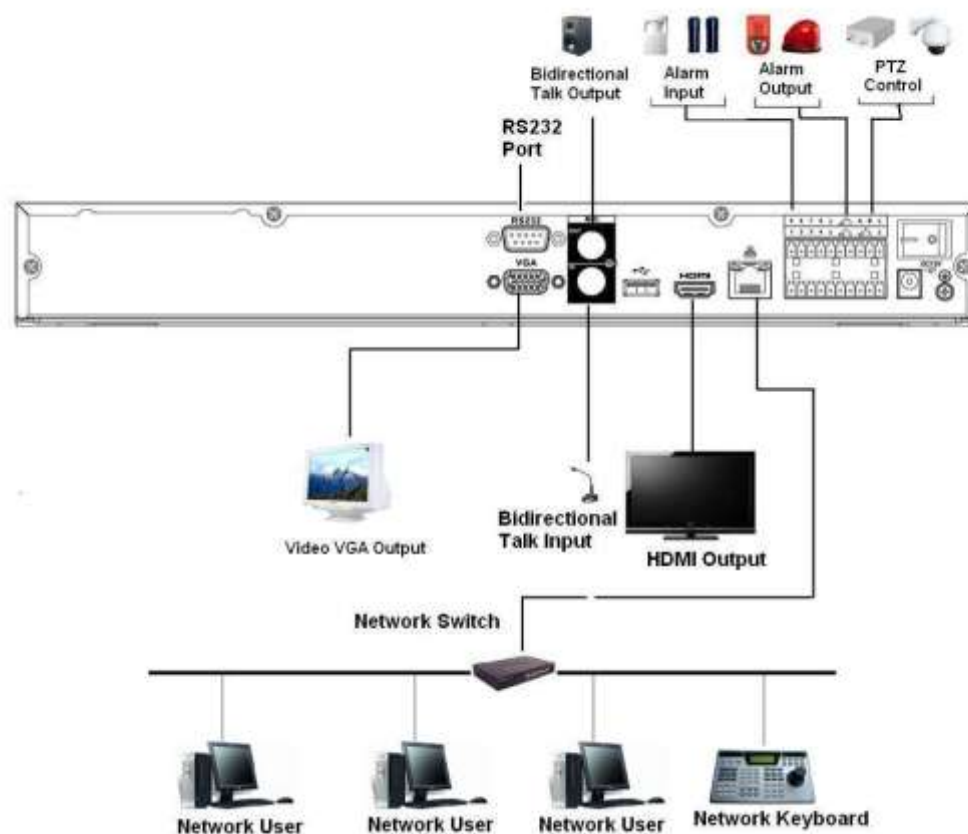 Bidirectional
Talk Output
Alarm
Input
Alarm
Output
PTZ
Control
RS232
Port
RS232
VGA
HDMI
Video VGA Output
Bidirectional
Talk Input
HDMI Output
Network Switch
Network User
Network User
Network User
Network Keyboard